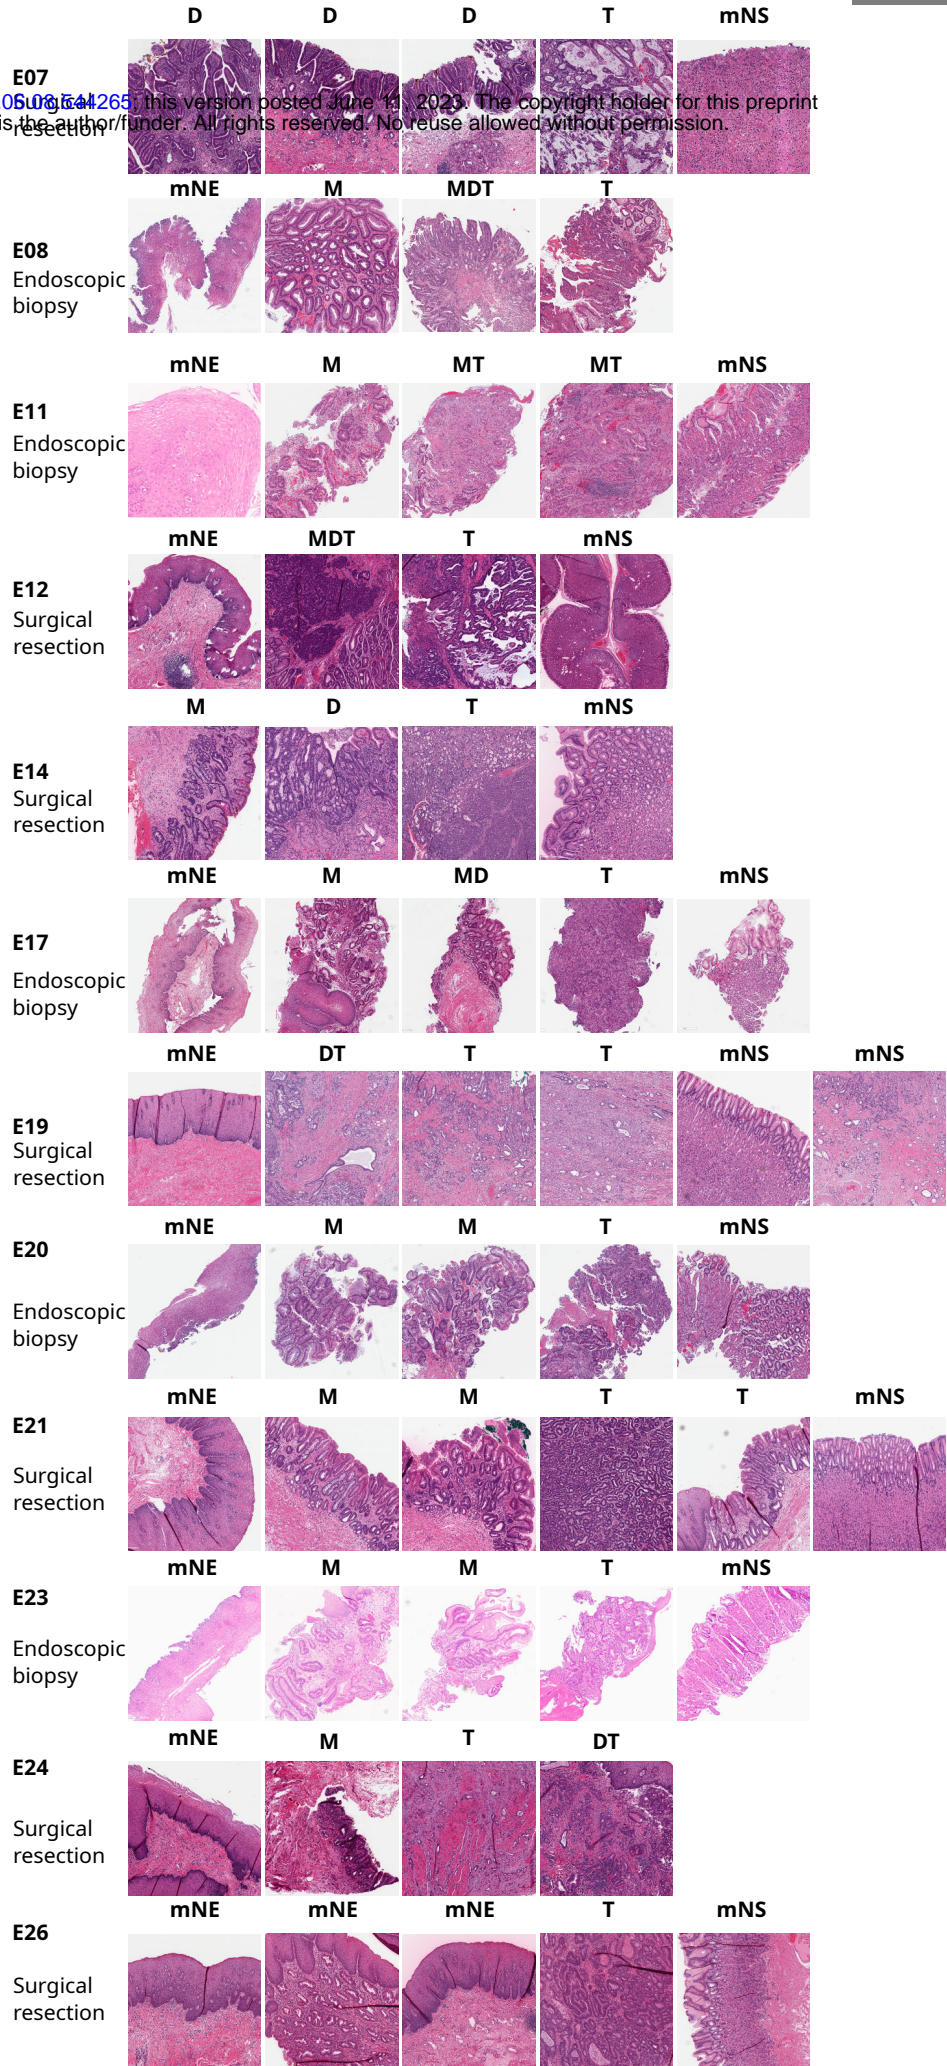 D D D T mNS
E07
Surgical
resection
5; this version posted June 11, 2023. The copyright holder for this preprint
is the author/funder. All rights reserved. No reuse allowed without permission.
mNE M MDT T
E08
Endoscopic
biopsy
mNE M MT MT mNS
E11
Endoscopic
biopsy
mNE MDT T mNS
E12
Surgical
resection
M D T mNS
E14
Surgical
resection
mNE M MD T mNS
E17
Endoscopic
biopsy
mNE DT T T mNS mNS
E19
Surgical
resection
mNE M M T mNS
E20
Endoscopic
biopsy
mNE M M T T mNS
E21
Surgical
resection
mNE M M T mNS
E23
Endoscopic
biopsy
mNE M T DT
E24
Surgical
resection
mNE mNE mNE T mNS
E26
Surgical
resection